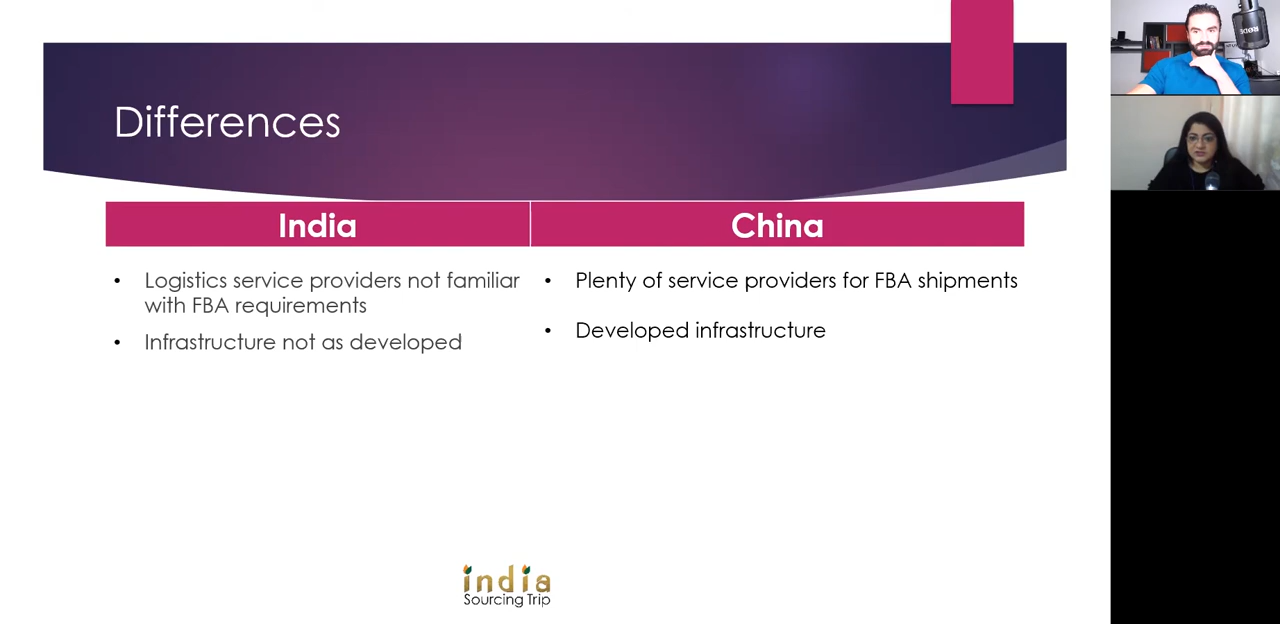 Differences
India
China
• Logistics service providers not familiar
with FBA requirements
• Infrastructure not as developed
• Plenty of service providers for FBA shipments
• Developed infrastructure
india
Sourcing Trip
RØDE